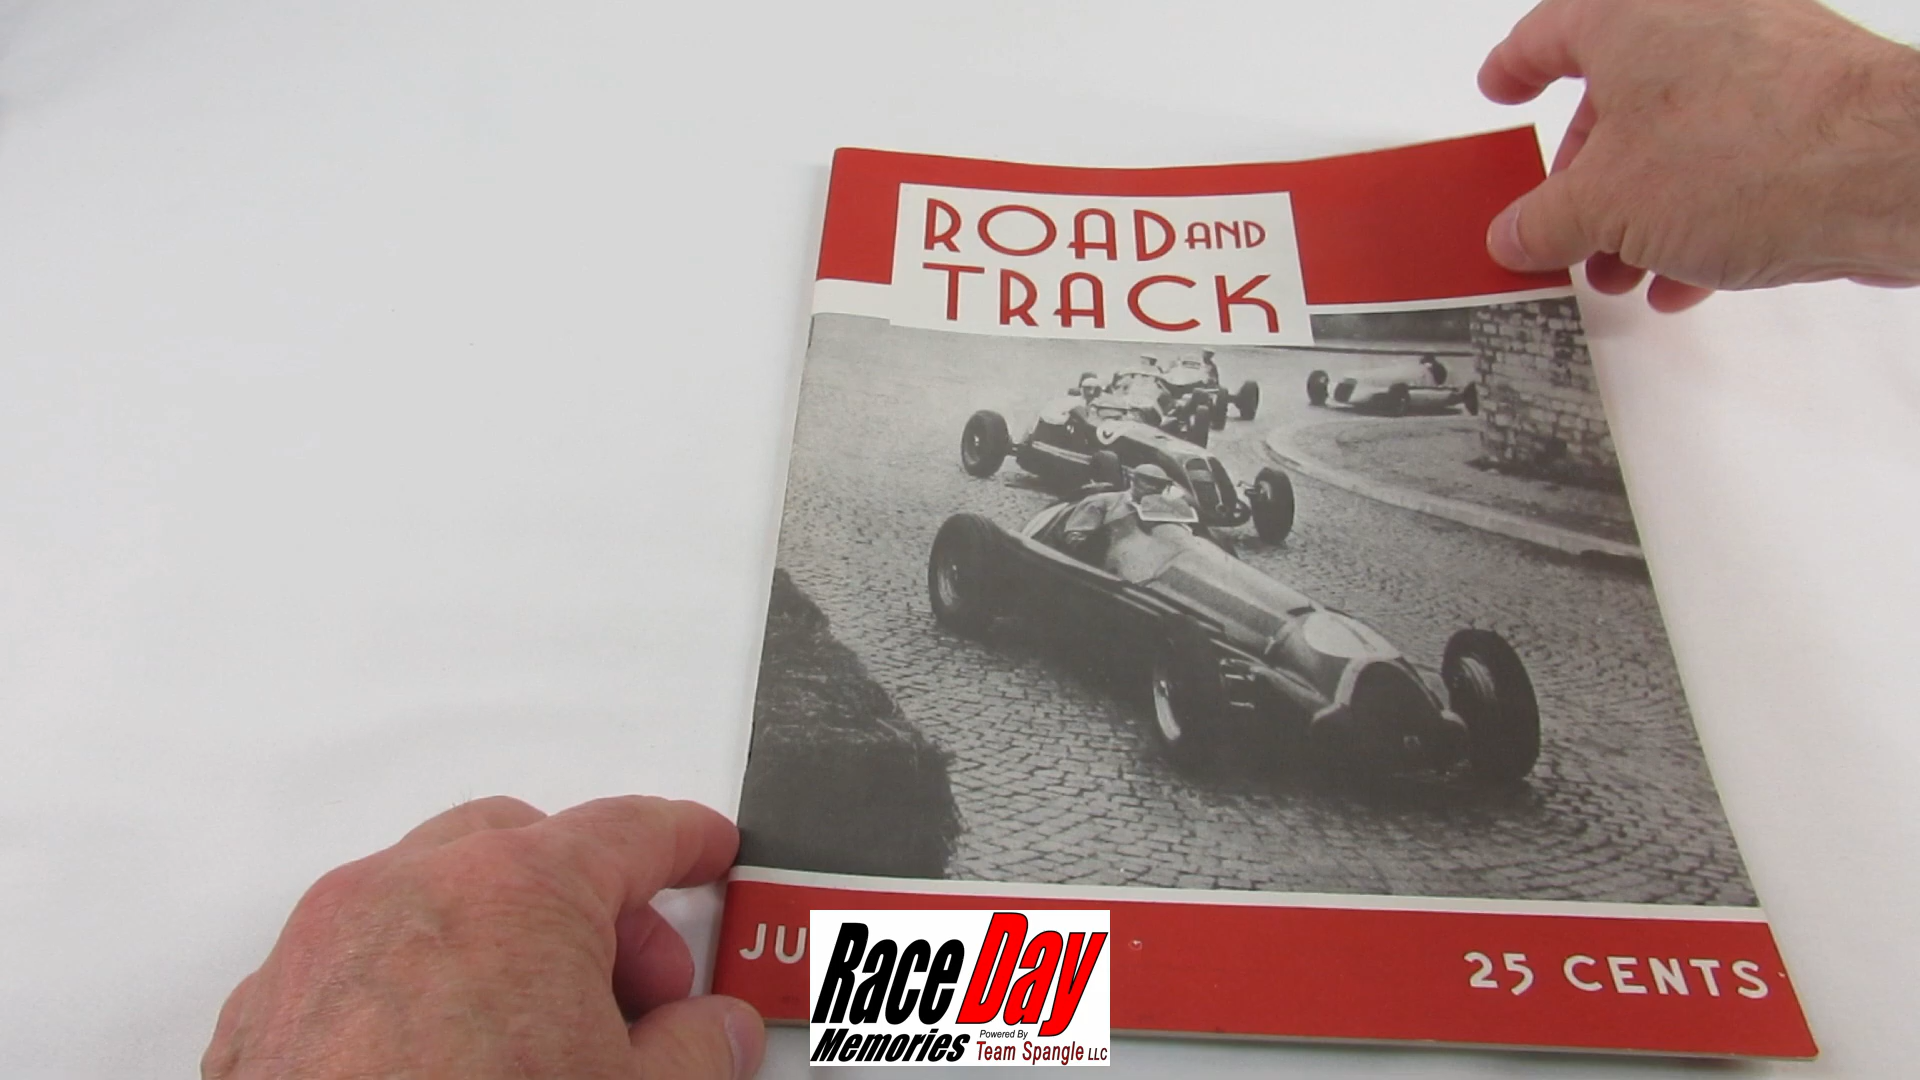 ROAD AND
TRACK
JU
25 CENTS
Race Day
Memories
Powered By
Team Spangle LLC